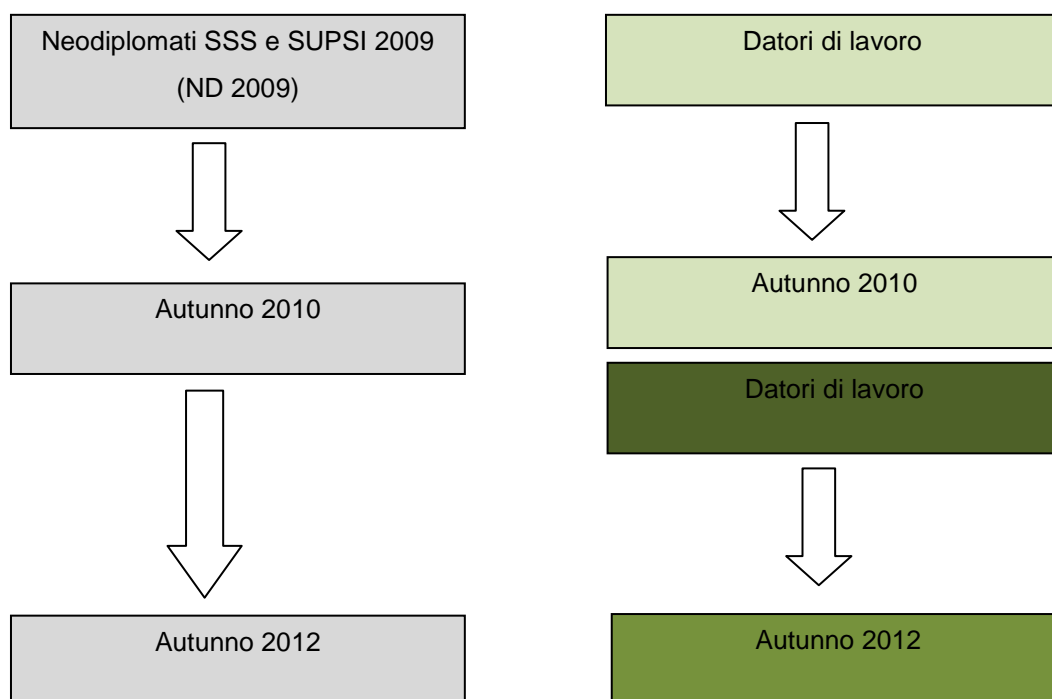 Neodiplomati SSS e SUPSI 2009
(ND 2009)
Autunno 2010
Autunno 2012
Datori di lavoro
Autunno 2010
Datori di lavoro
Autunno 2012